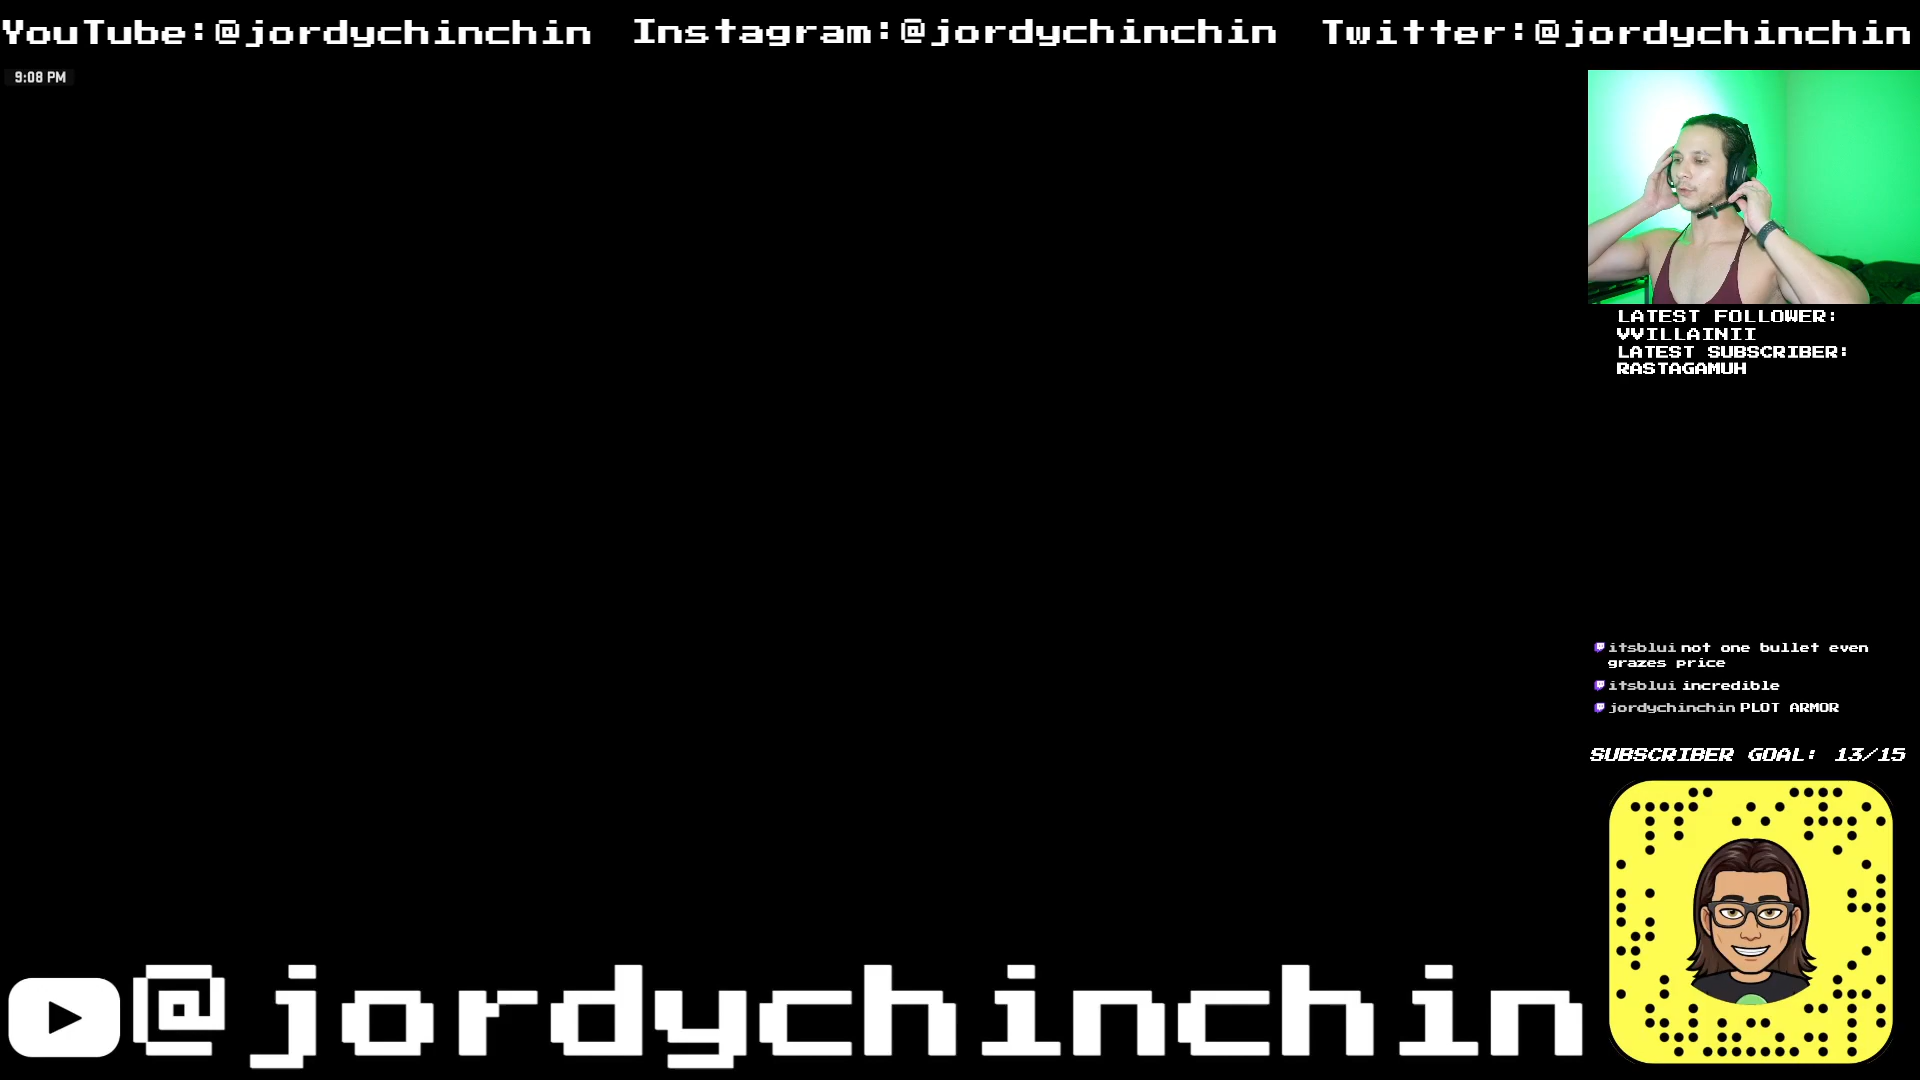 YouTube:@jordychinchin Instagram:@jordychinchin Twitter:@jordychinchin
9:08 PM
LATEST FOLLOWER:
VVILLAINII
LATEST SUBSCRIBER:
RASTAGAMUH
itsblui not one bullet even
grazes price
itsblui incredible
jordychinchin PLOT ARMOR
SUBSCRIBER GOAL: 13/15
@jordychinchin